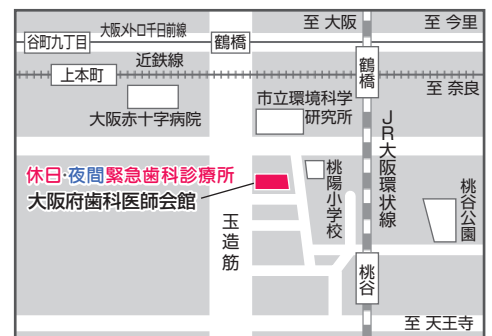 至 大阪
至 今里
大阪メトロ千日前線
谷町九丁目
鶴橋
近鉄線
上本町
鶴橋
至 奈良
大阪赤十字病院
市立環境科学
研究所
JR大阪環状線
休日・夜間緊急歯科診療所
大阪府歯科医師会館
桃陽小学校
桃谷公園
玉造筋
桃谷
至 天王寺